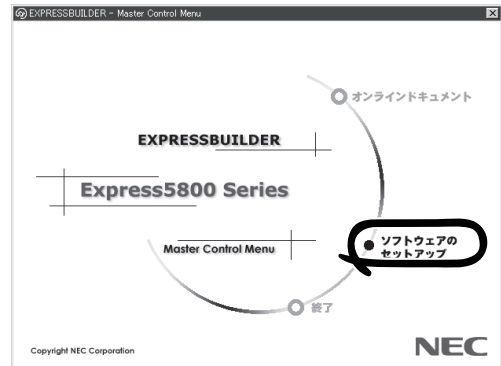 EXPRESSBUILDER - Master Control Menu
オンラインドキュメント
EXPRESSBUILDER
Express5800 Series
Master Control Menu
ソフトウェアの
セットアップ
終了
Copyright NEC Corporation
NEC